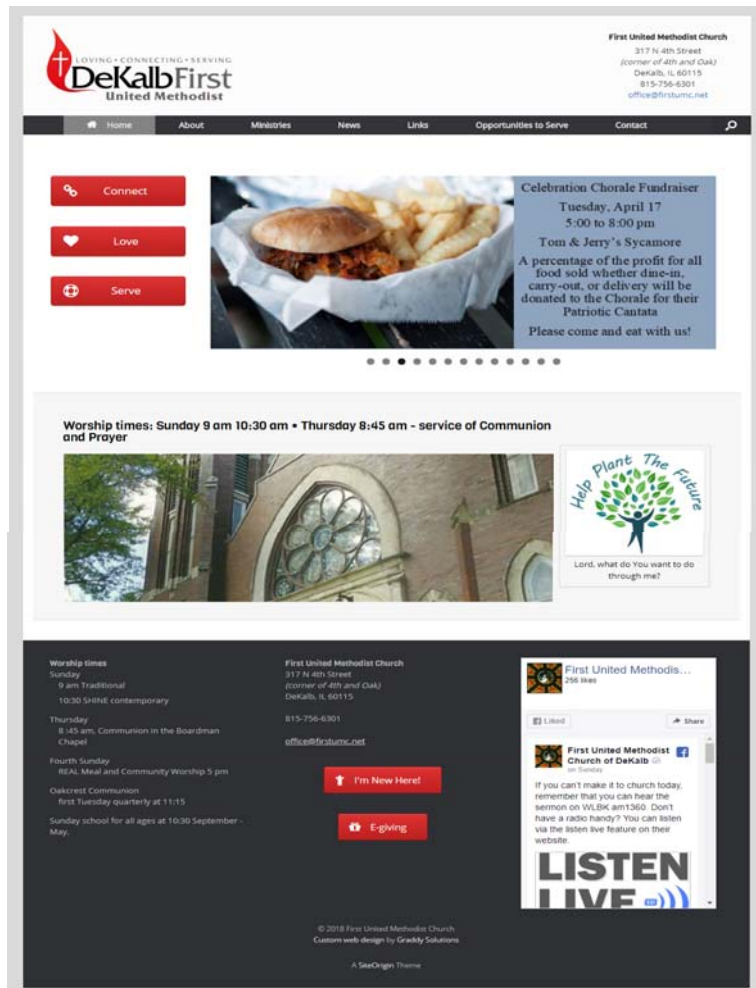 LOVING • CONNECTING • SERVING
DeKalbFirst
United Methodist
First United Methodist Church
317 N 4th Street
(corner of 4th and Oak)
DeKalb, IL 60115
815-756-6301
office@firstumc.net
Home
About
Ministries
News
Links
Opportunities to Serve
Contact
Connect
Love
Serve
Celebration Chorale Fundraiser
Tuesday, April 17
5:00 to 8:00 pm
Tom & Jerry's Sycamore
A percentage of the profit for all
food sold whether dine-in,
carry-out, or delivery will be
donated to the Chorale for their
Patriotic Cantata
Please come and eat with us!
Worship times: Sunday 9 am 10:30 am • Thursday 8:45 am - service of Communion
and Prayer
Help Plant The Future
Lord, what do You want to do
through me?
Worship times
Sunday
9 am Traditional
10:30 SHINE contemporary
Thursday
8:45 am, Communion in the Boardman
Chapel
Fourth Sunday
REAL Meal and Community Worship 5 pm
Oakcrest Communion
first Tuesday quarterly at 11:15
Sunday school for all ages at 10:30 September -
May.
First United Methodist Church
317 N 4th Street
(corner of 4th and Oak)
DeKalb, IL 60115
815-756-6301
office@firstumc.net
I'm New Here!
E-giving
First United Methodis...
256 likes
Liked
Share
First United Methodist
Church of DeKalb
on Sunday
If you can't make it to church today,
remember that you can hear the
sermon on WLBK am1360. Don't
have a radio handy? You can listen
via the listen live feature on their
website.
LISTEN
LIVE
© 2018 First United Methodist Church
Custom web design by Graddy Solutions
A SiteOrigin Theme